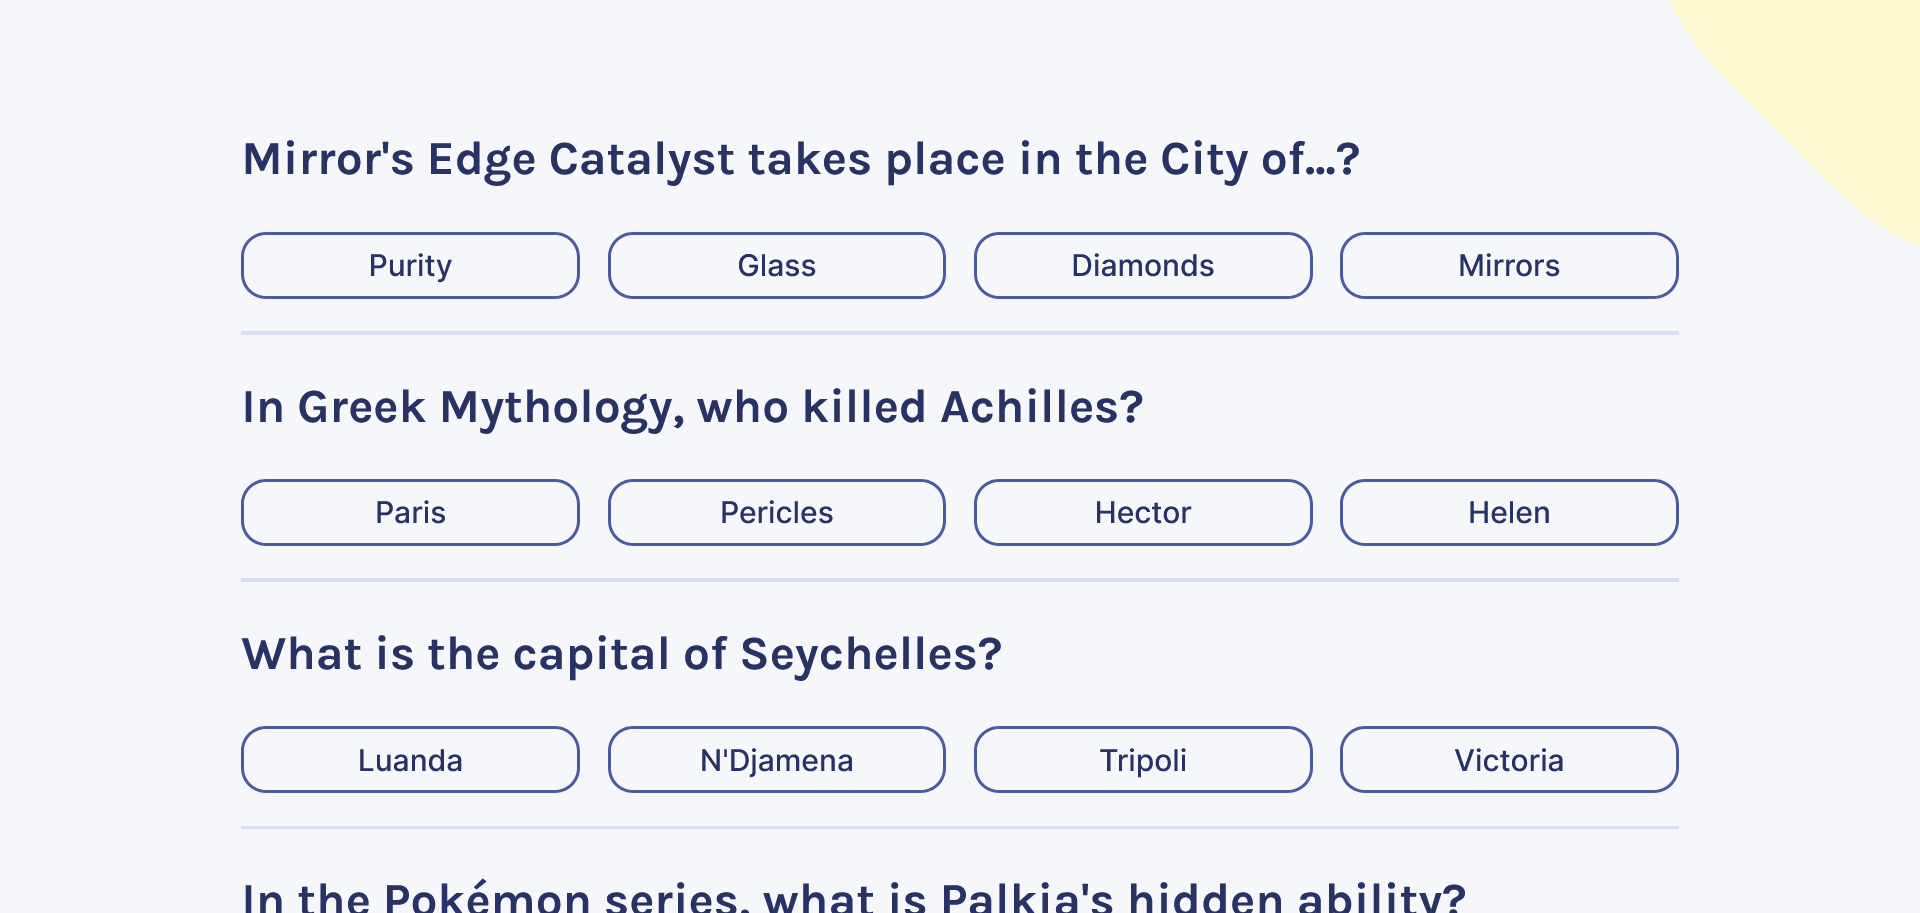 Mirror's Edge Catalyst takes place in the City of...?
Purity Glass Diamonds Mirrors
In Greek Mythology, who killed Achilles?
Paris Pericles Hector Helen
What is the capital of Seychelles?
Luanda N'Djamena Tripoli Victoria
In the Pokémon series, what is Palkia's hidden ability?